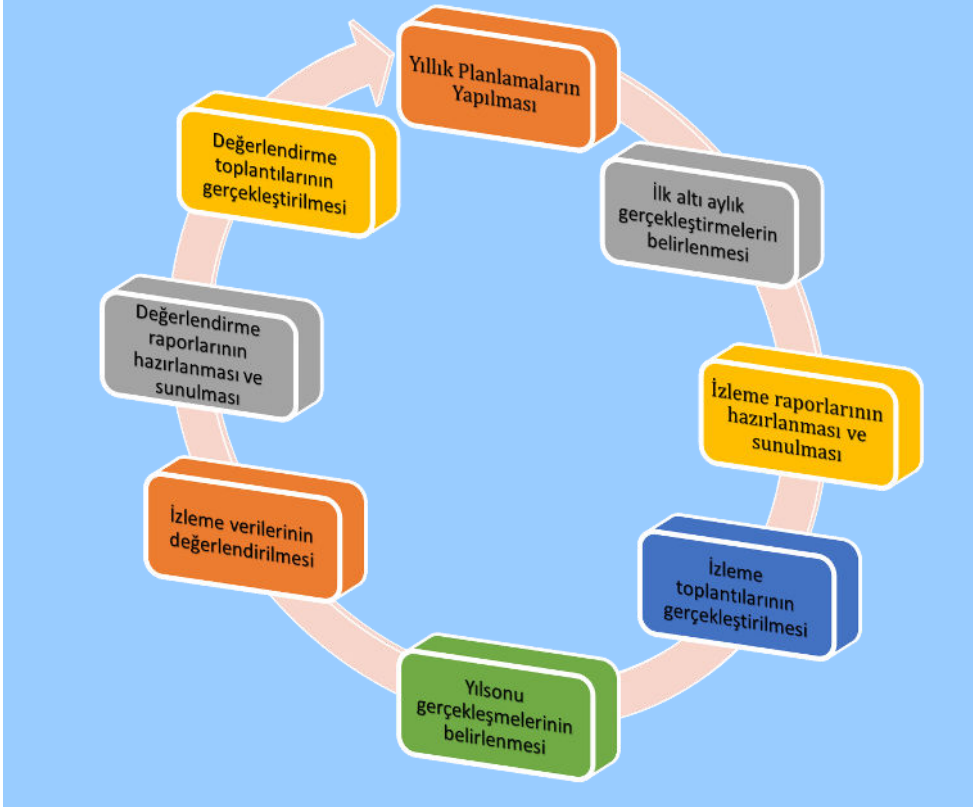 Yıllık Planlamaların
Yapılması
İlk altı aylık
gerçekleştirmelerin
belirlenmesi
İzleme raporlarının
hazırlanması ve
sunulması
İzleme
toplantılarının
gerçekleştirilmesi
Yılsonu
gerçekleşmelerinin
belirlenmesi
İzleme verilerinin
değerlendirilmesi
Değerlendirme
raporlarının
hazırlanması ve
sunulması
Değerlendirme
toplantılarının
gerçekleştirilmesi